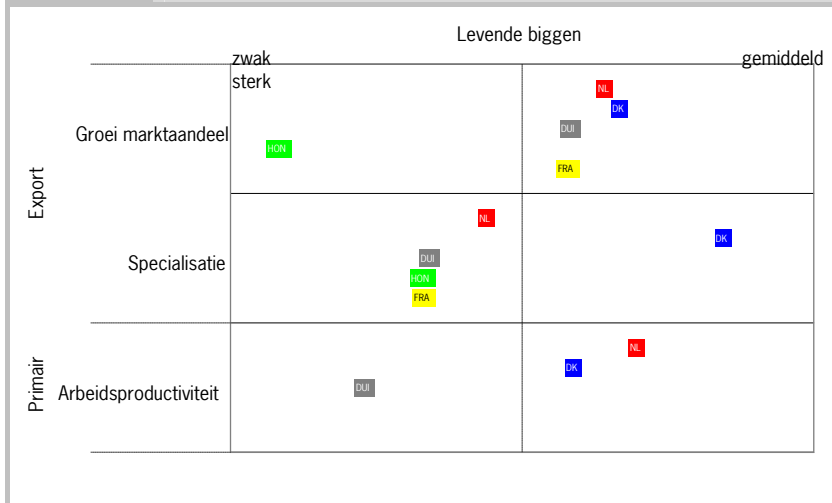 Levende biggen
zwak gemiddeld
sterk
Export
Groei marktaandeel
NL
DK
DUI
HON
FRA
Specialisatie
NL
DK
DUI
HON
FRA
Primair
Arbeidsproductiviteit
NL
DK
DUI